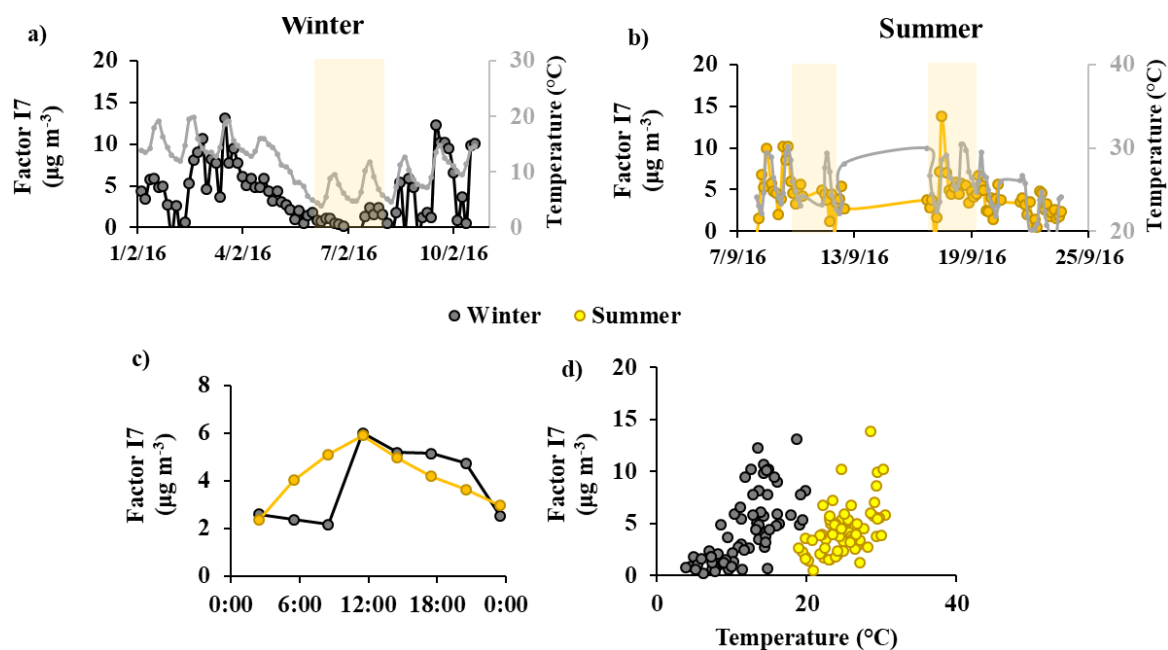 Winter
Summer
a)
b)
Factor I7
(µg m⁻³)
20
15
10
5
0
30
20
10
0
Temperature (°C)
1/2/16
4/2/16
7/2/16
10/2/16
Factor I7
(µg m⁻³)
20
15
10
5
0
40
30
20
Temperature (°C)
7/9/16
13/9/16
19/9/16
25/9/16
Winter
Summer
c)
d)
Factor I7
(µg m⁻³)
8
6
4
2
0
0:00
6:00
12:00
18:00
0:00
Factor I7
(µg m⁻³)
20
15
10
5
0
0
20
40
Temperature (°C)